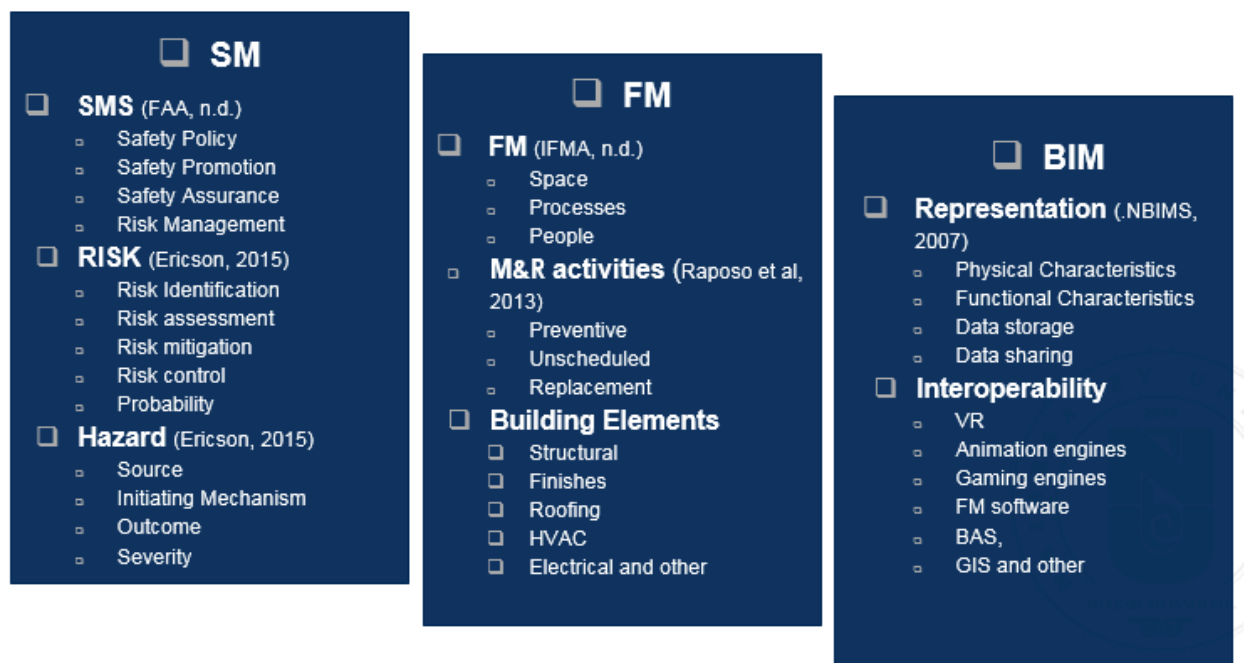 SM
SMS (FAA, n.d.)
Safety Policy
Safety Promotion
Safety Assurance
Risk Management
RISK (Ericson, 2015)
Risk Identification
Risk assessment
Risk mitigation
Risk control
Probability
Hazard (Ericson, 2015)
Source
Initiating Mechanism
Outcome
Severity
FM
FM (IFMA, n.d.)
Space
Processes
People
M&R activities (Raposo et al,
2013)
Preventive
Unscheduled
Replacement
Building Elements
Structural
Finishes
Roofing
HVAC
Electrical and other
BIM
Representation (.NBIMS,
2007)
Physical Characteristics
Functional Characteristics
Data storage
Data sharing
Interoperability
VR
Animation engines
Gaming engines
FM software
BAS,
GIS and other